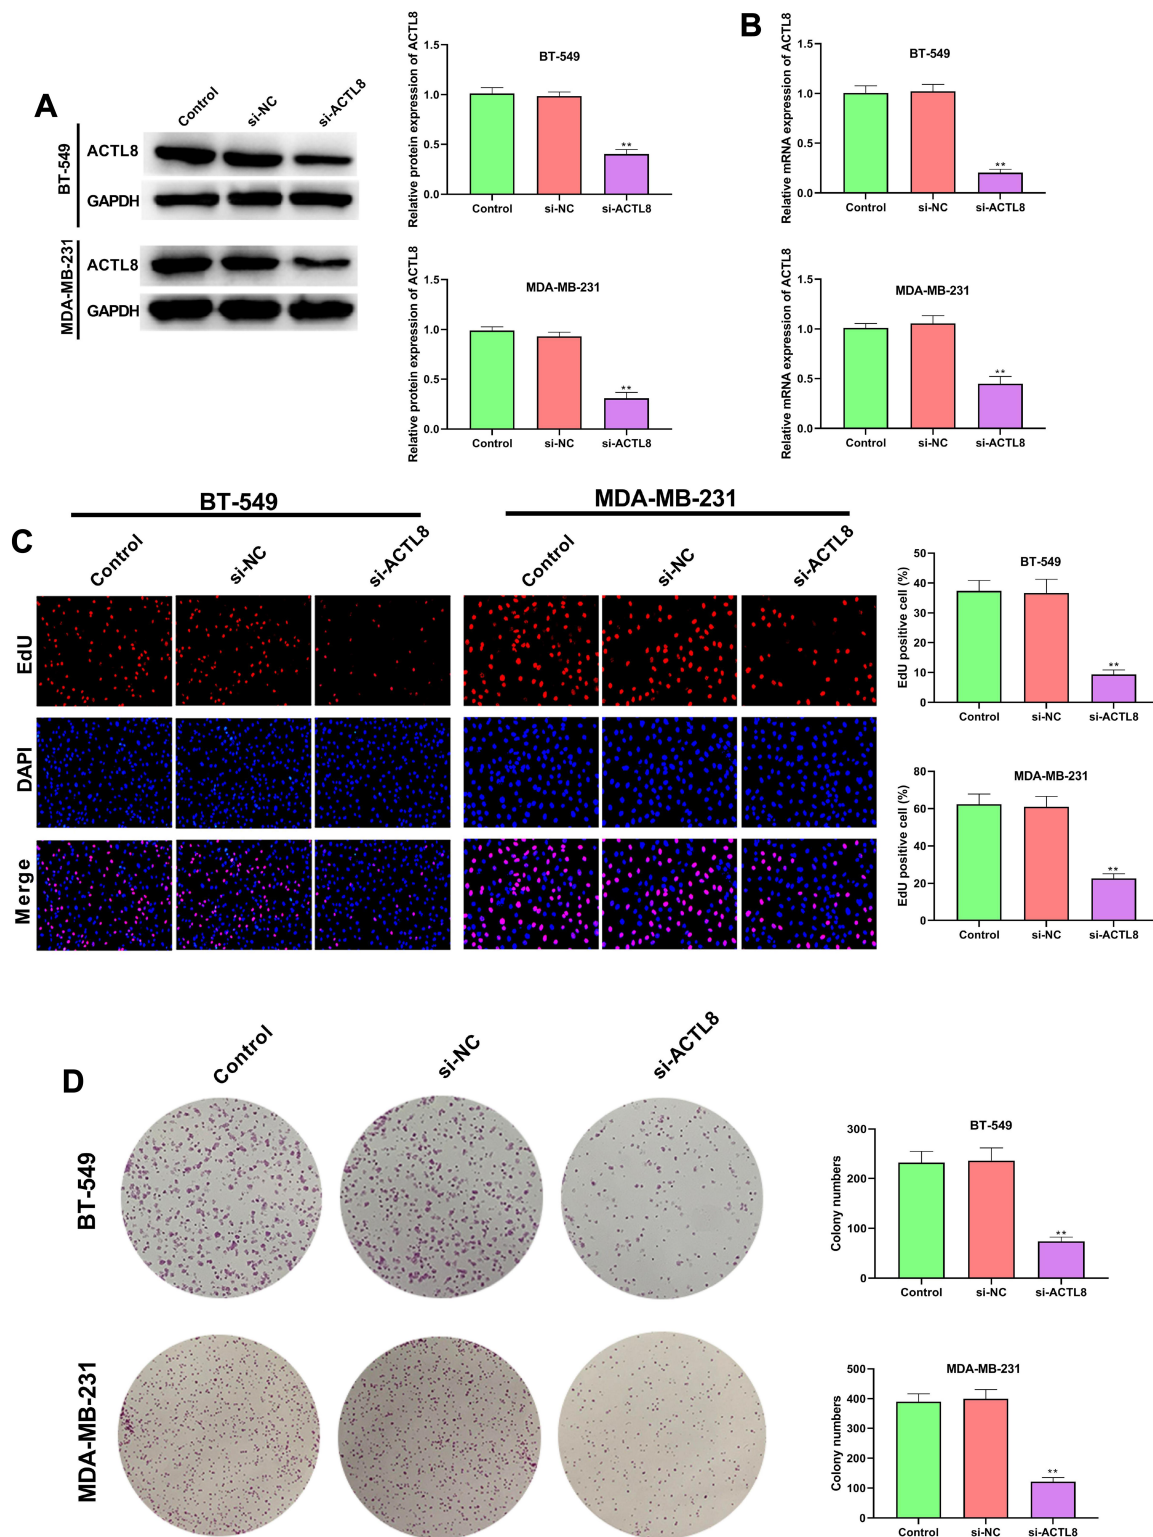 A
Control
si-NC
si-ACTL8
BT-549
ACTL8
GAPDH
MDA-MB-231
ACTL8
GAPDH
Relative protein expression of ACTL8
1.5
1.0
0.5
0.0
BT-549
**
Control
si-NC
si-ACTL8
Relative protein expression of ACTL8
1.5
1.0
0.5
0.0
MDA-MB-231
**
Control
si-NC
si-ACTL8
B
Relative mRNA expression of ACTL8
1.5
1.0
0.5
0.0
BT-549
**
Control
si-NC
si-ACTL8
Relative mRNA expression of ACTL8
1.5
1.0
0.5
0.0
MDA-MB-231
**
Control
si-NC
si-ACTL8
C
BT-549
MDA-MB-231
Control
si-NC
si-ACTL8
Control
si-NC
si-ACTL8
EdU
DAPI
Merge
EdU positive cell (%)
50
40
30
20
10
0
BT-549
**
Control
si-NC
si-ACTL8
EdU positive cell (%)
80
60
40
20
0
MDA-MB-231
**
Control
si-NC
si-ACTL8
D
Control
si-NC
si-ACTL8
BT-549
MDA-MB-231
Colony numbers
300
200
100
0
BT-549
**
Control
si-NC
si-ACTL8
Colony numbers
500
400
300
200
100
0
MDA-MB-231
**
Control
si-NC
si-ACTL8